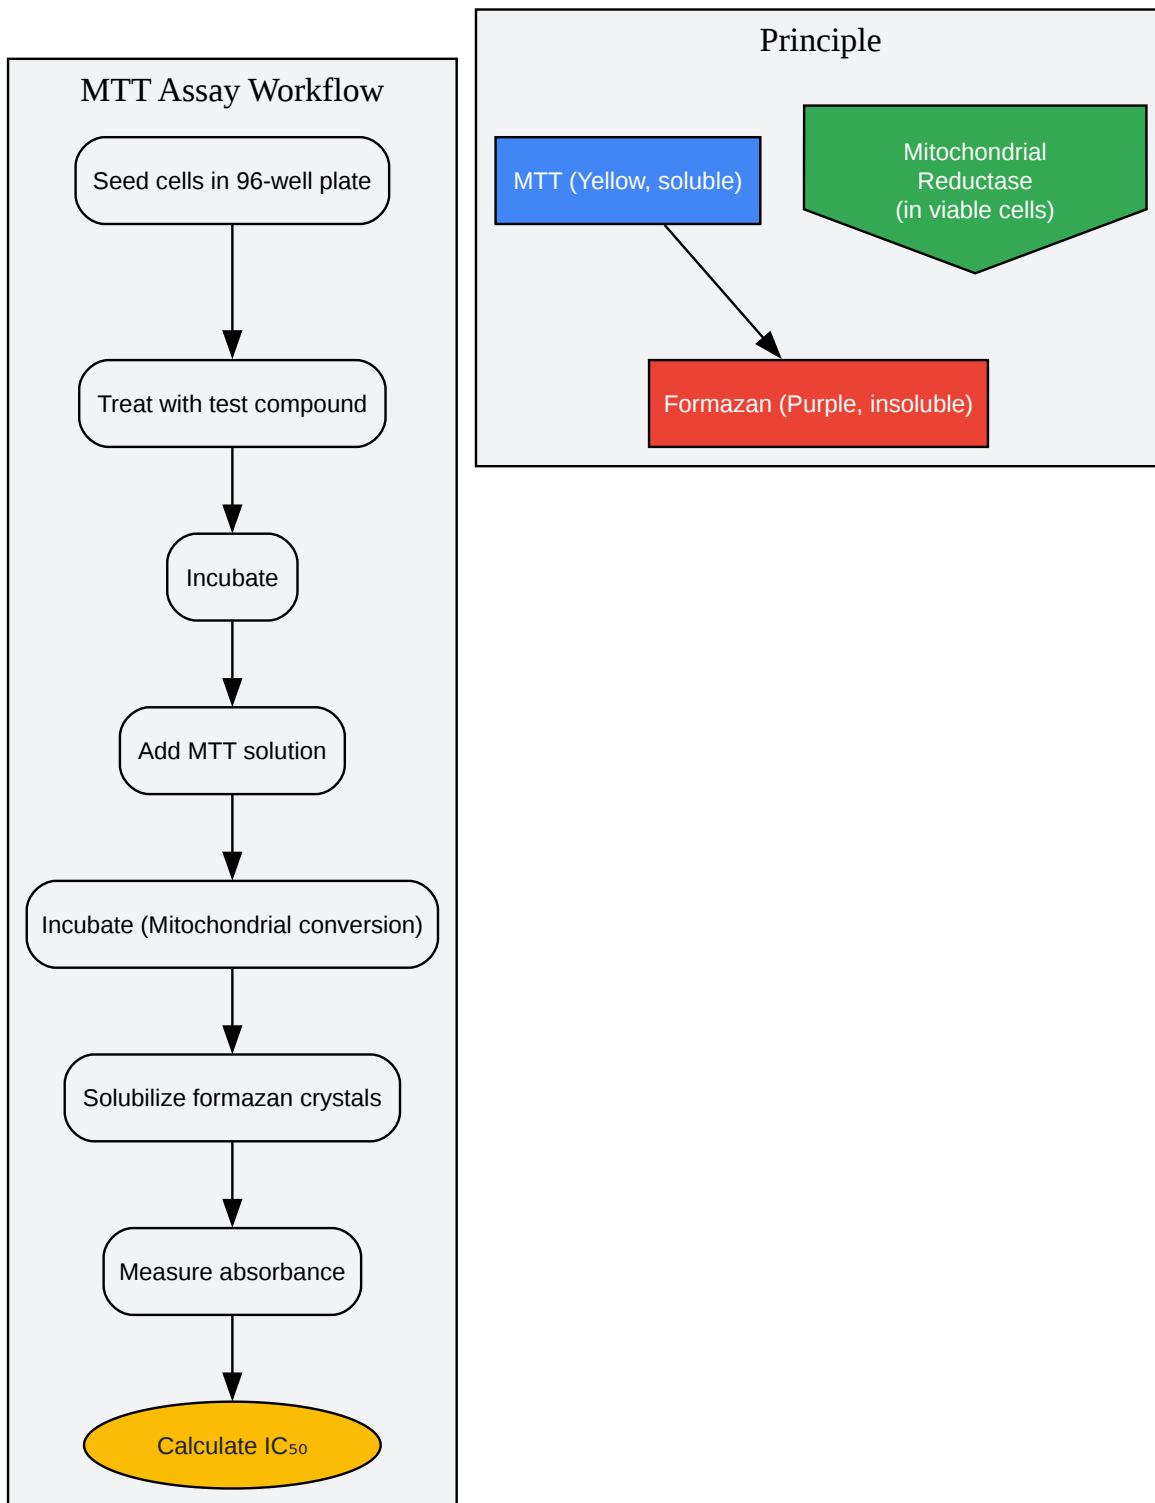 MTT Assay Workflow
Seed cells in 96-well plate
Treat with test compound
Incubate
Add MTT solution
Incubate (Mitochondrial conversion)
Solubilize formazan crystals
Measure absorbance
Calculate IC₅₀
Principle
MTT (Yellow, soluble)
Mitochondrial
Reductase
(in viable cells)
Formazan (Purple, insoluble)